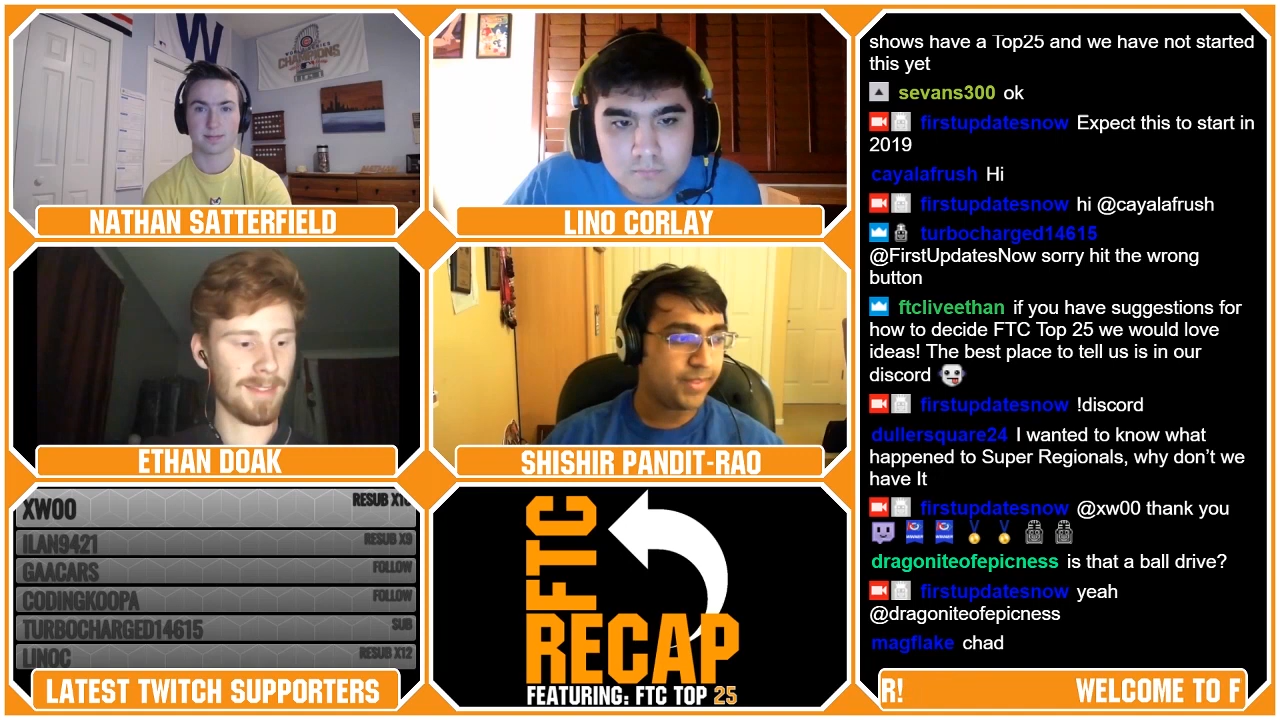 W
CHAMPIONS
NATHAN SATTERFIELD
LINO CORLAY
ETHAN DOAK
SHISHIR PANDIT-RAO
XW00
ILAN9421
RESUB X9
GAACARS
FOLLOW
CODINGKOOPA
FOLLOW
TURBOCHARGED14615
SUB
LINOC
RESUB X12
LATEST TWITCH SUPPORTERS
FTC
RECAP
FEATURING: FTC TOP 25
shows have a Top25 and we have not started
this yet
sevans300 ok
firstupdatesnow Expect this to start in
2019
cayalafrush Hi
firstupdatesnow hi @cayalafrush
turbocharged14615
@FirstUpdatesNow sorry hit the wrong
button
ftcliveethan if you have suggestions for
how to decide FTC Top 25 we would love
ideas! The best place to tell us is in our
discord 👻
firstupdatesnow !discord
dullersquare24 I wanted to know what
happened to Super Regionals, why don't we
have It
firstupdatesnow @xw00 thank you
dragoniteofepicness is that a ball drive?
firstupdatesnow yeah
@dragoniteofepicness
magflake chad
R! WELCOME TO F